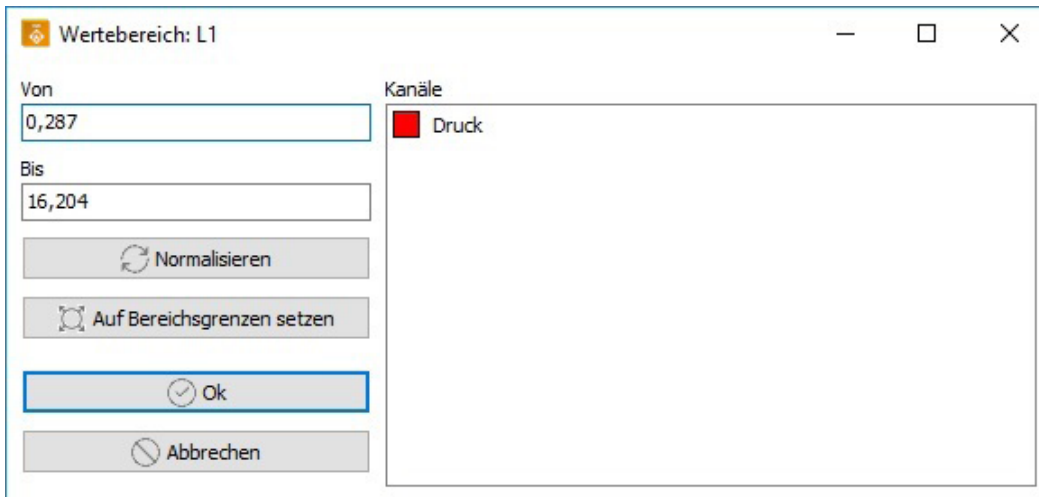 Wertebereich: L1
Von
0,287
Bis
16,204
Normalisieren
Auf Bereichsgrenzen setzen
Ok
Abbrechen
Kanäle
Druck